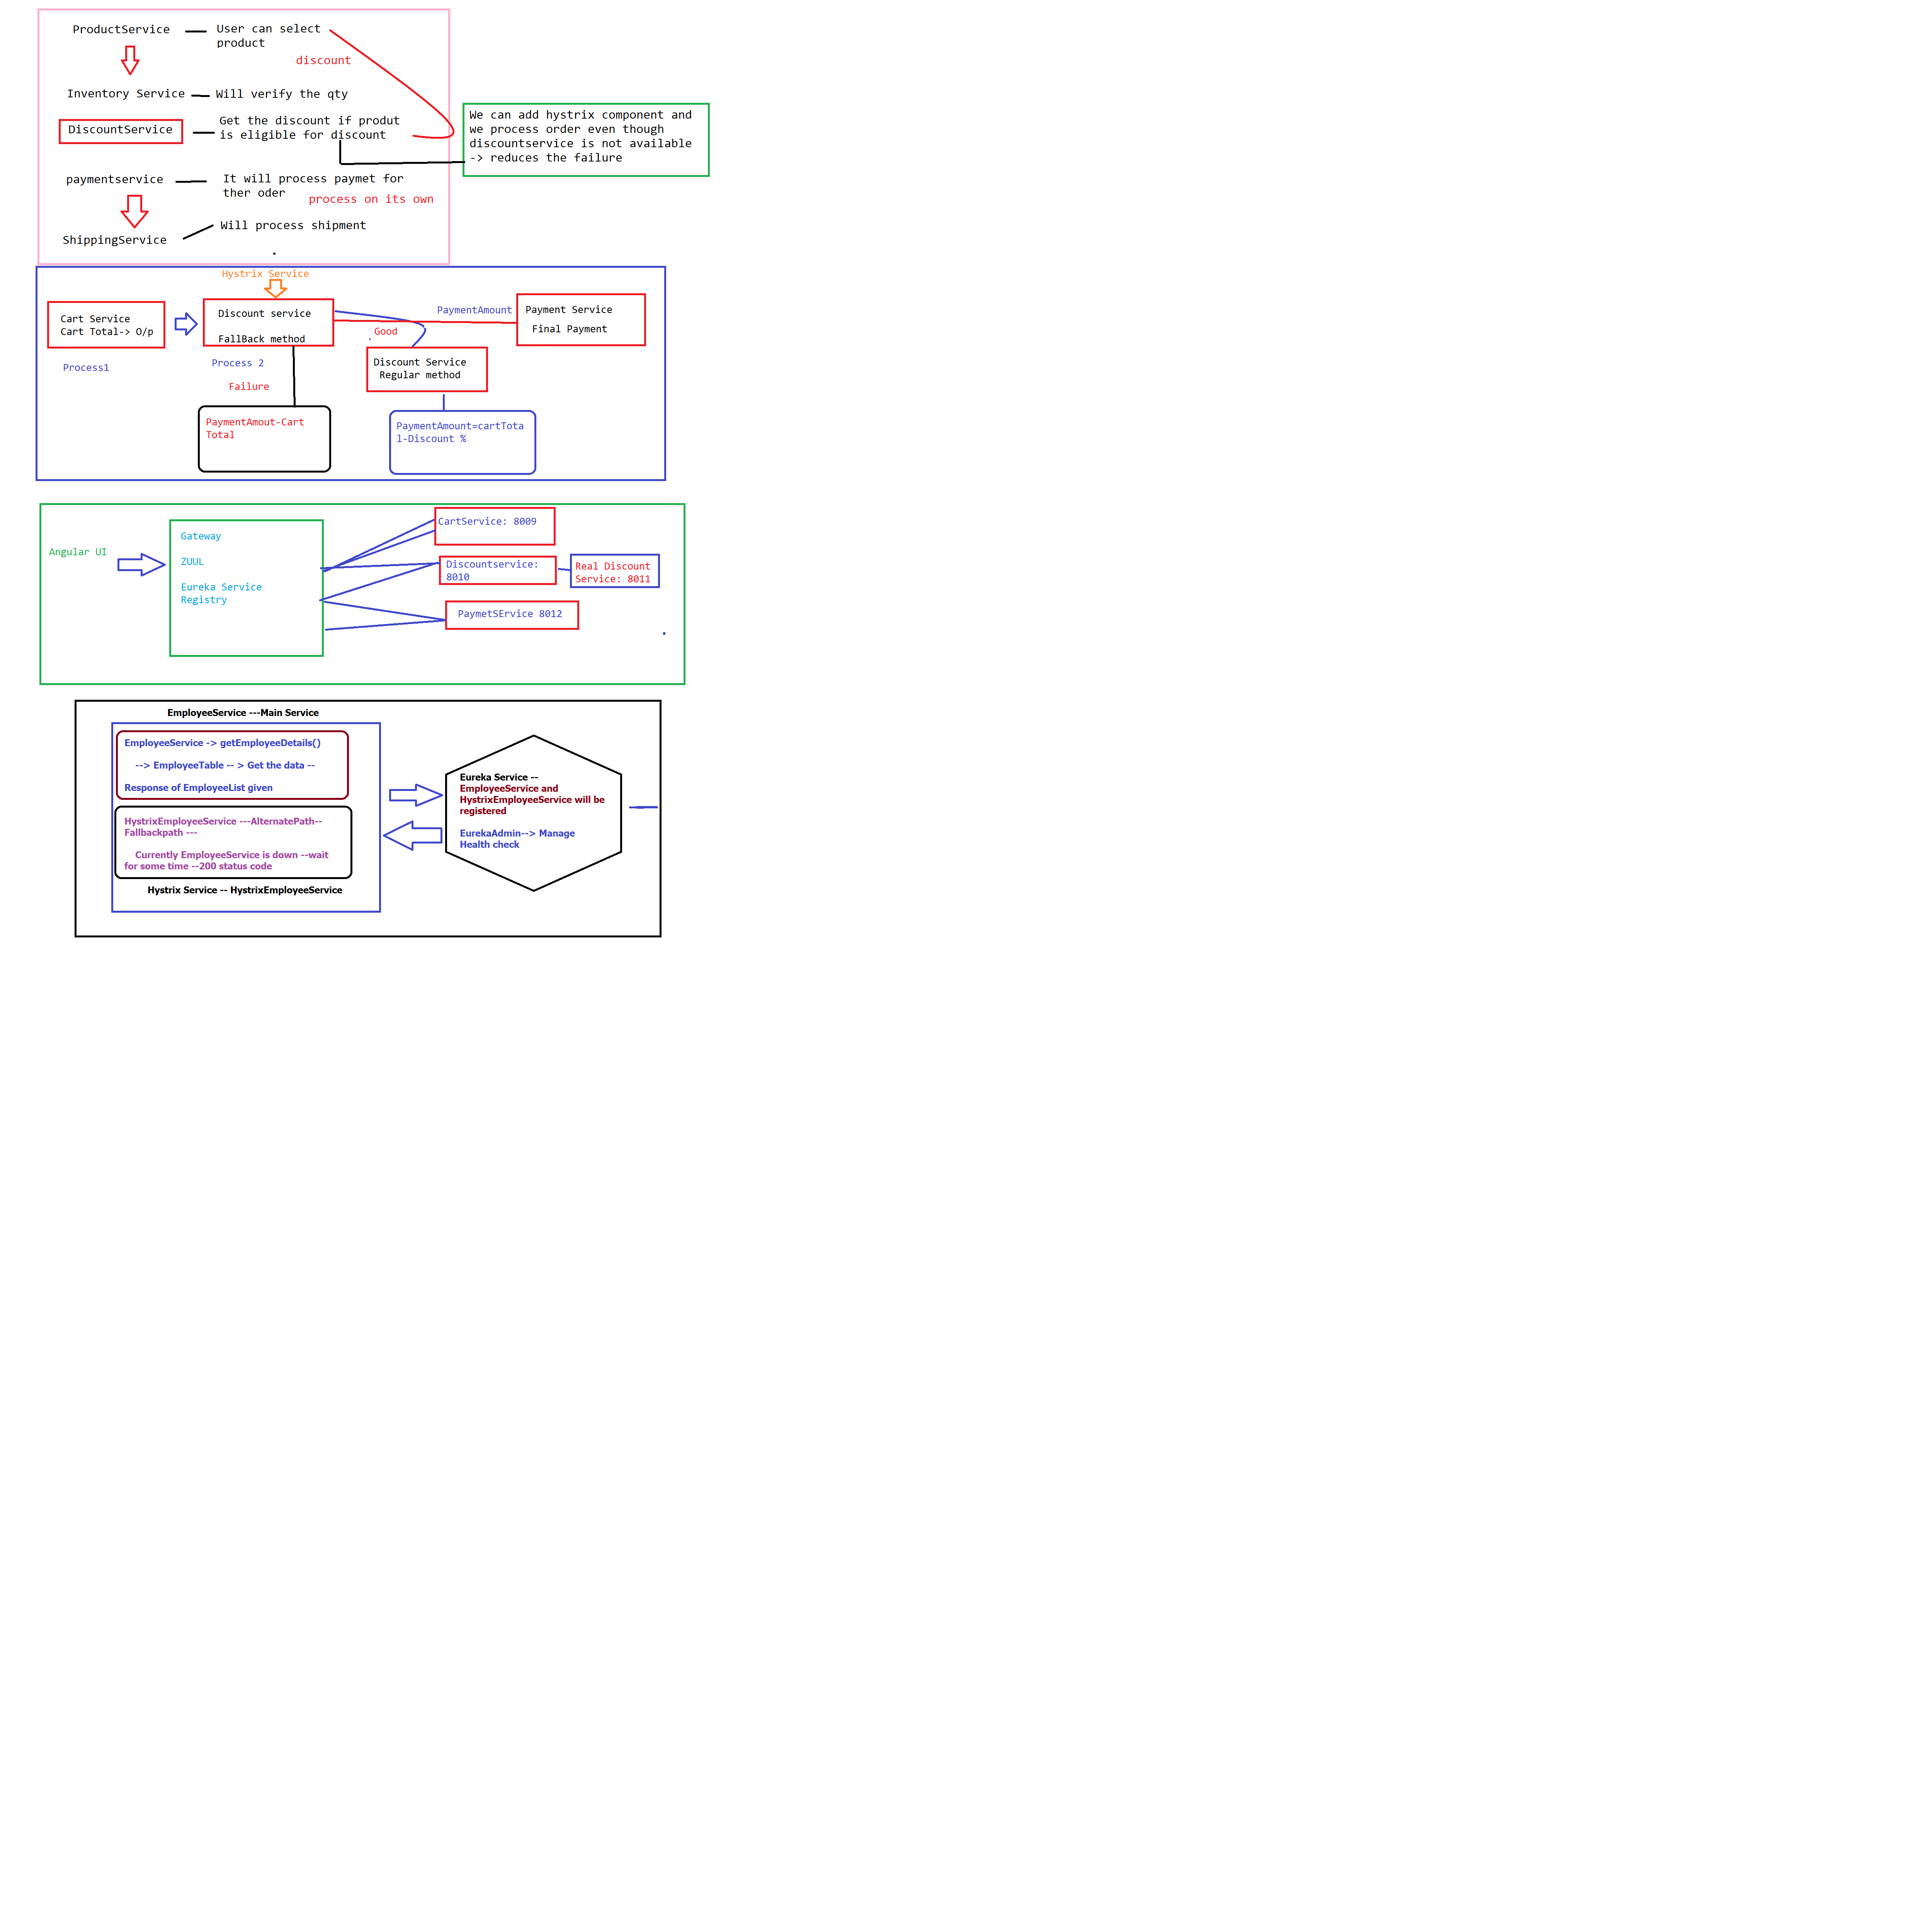 ProductService
User can select
product
discount
Inventory Service
Will verify the qty
DiscountService
Get the discount if produt
is eligible for discount
We can add hystrix component and
we process order even though
discountservice is not available
-> reduces the failure
paymentservice
It will process paymet for
ther oder
process on its own
Will process shipment
ShippingService
Hystrix Service
Cart Service
Cart Total-> O/p
Process1
Discount service
FallBack method
Process 2
Failure
Good
PaymentAmount
Payment Service
Final Payment
Discount Service
Regular method
PaymentAmout-Cart
Total
PaymentAmount=cartTota
l-Discount %
Angular UI
Gateway
ZUUL
Eureka Service
Registry
CartService: 8009
Discountservice:
8010
Real Discount
Service: 8011
PaymetSErvice 8012
EmployeeService ---Main Service
EmployeeService -> getEmployeeDetails()
--> EmployeeTable -- > Get the data --
Response of EmployeeList given
HystrixEmployeeService ---AlternatePath--
Fallbackpath ---
Currently EmployeeService is down --wait
for some time --200 status code
Hystrix Service -- HystrixEmployeeService
Eureka Service --
EmployeeService and
HystrixEmployeeService will be
registered
EurekaAdmin--> Manage
Health check